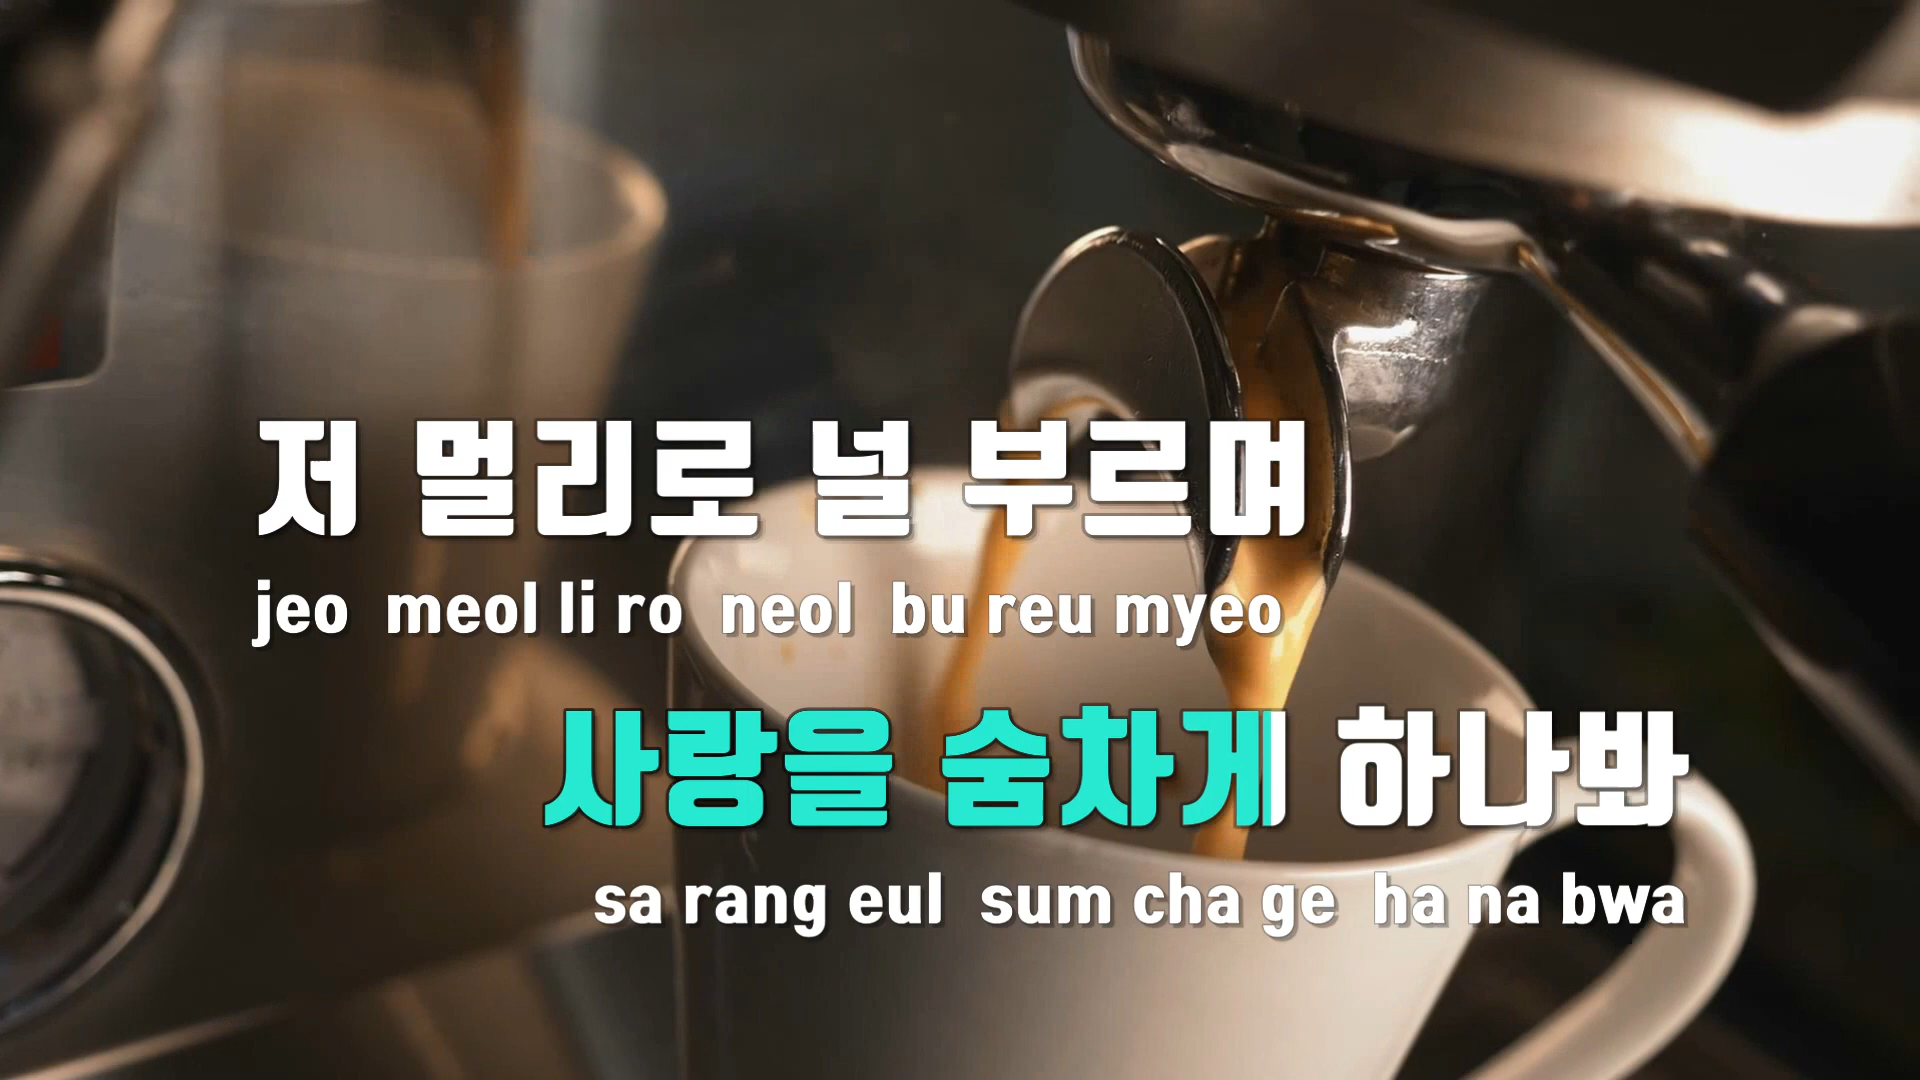 저 멀리로 널 부르며
jeo meol li ro neol bu reu myeo
사랑을 숨차게 하나봐
sa rang eul sum cha ge ha na bwa